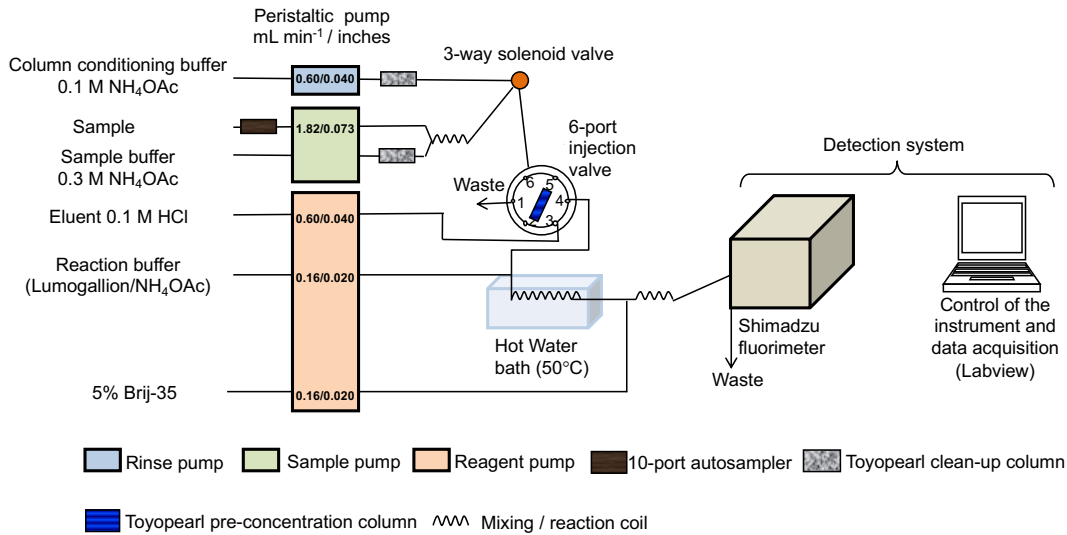 Peristaltic pump
mL min⁻¹ / inches
3-way solenoid valve
Column conditioning buffer
0.1 M NH₄OAc
0.60/0.040
Sample
1.82/0.073
Sample buffer
0.3 M NH₄OAc
6-port
injection
valve
Detection system
Waste
6
5
1
4
2
3
Eluent 0.1 M HCl
0.60/0.040
Reaction buffer
(Lumogallion/NH₄OAc)
0.16/0.020
Hot Water
bath (50°C)
Shimadzu
fluorimeter
Waste
Control of the
instrument and
data acquisition
(Labview)
5% Brij-35
0.16/0.020
Rinse pump
Sample pump
Reagent pump
10-port autosampler
Toyopearl clean-up column
Toyopearl pre-concentration column
Mixing / reaction coil